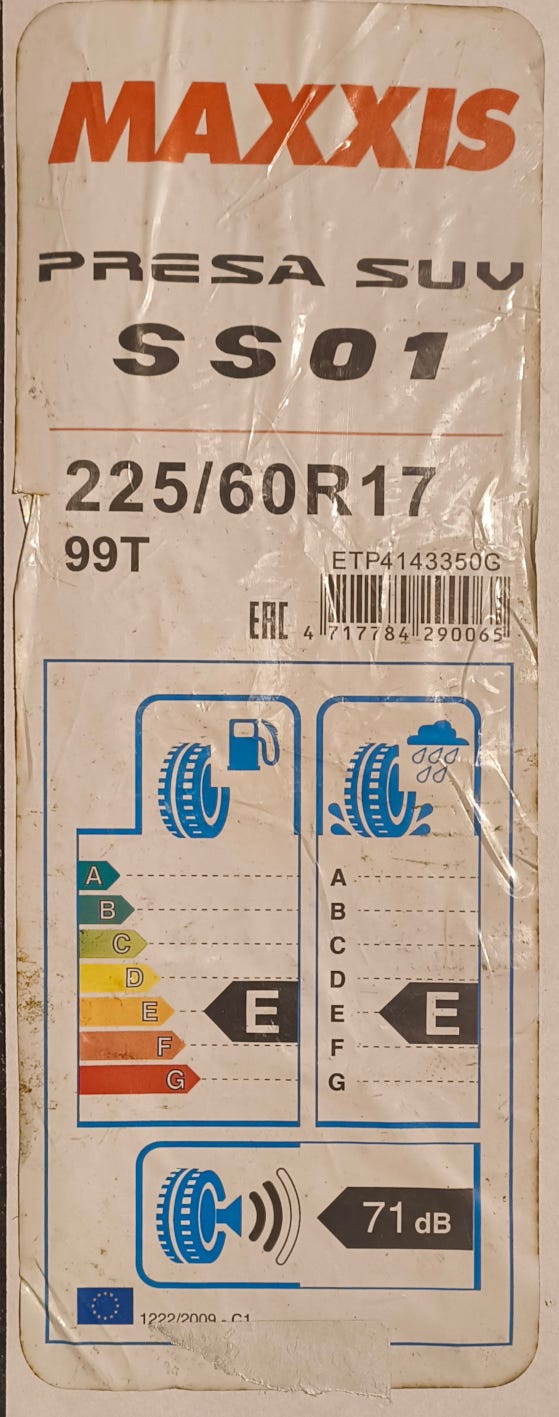 MAXXIS
PRESA SUV
SS01
225/60R17
99T
ETP4143350G
EAC
4 717784 290065
A
B
C
D
E
F
G
E
A
B
C
D
E
F
G
E
71 dB
1222/2009 - C1